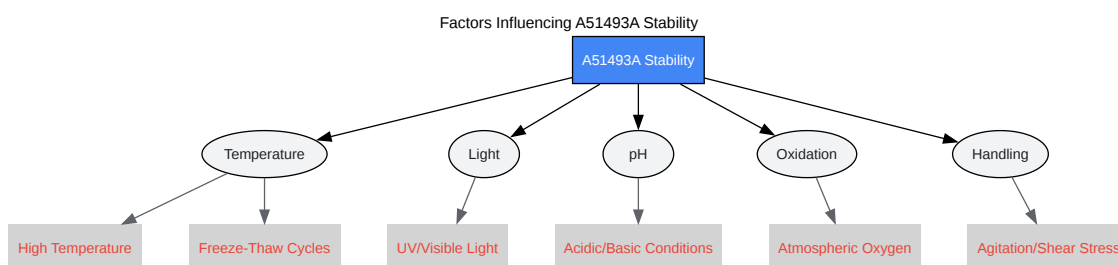 Factors Influencing A51493A Stability
A51493A Stability
Temperature
Light
pH
Oxidation
Handling
High Temperature
Freeze-Thaw Cycles
UV/Visible Light
Acidic/Basic Conditions
Atmospheric Oxygen
Agitation/Shear Stress